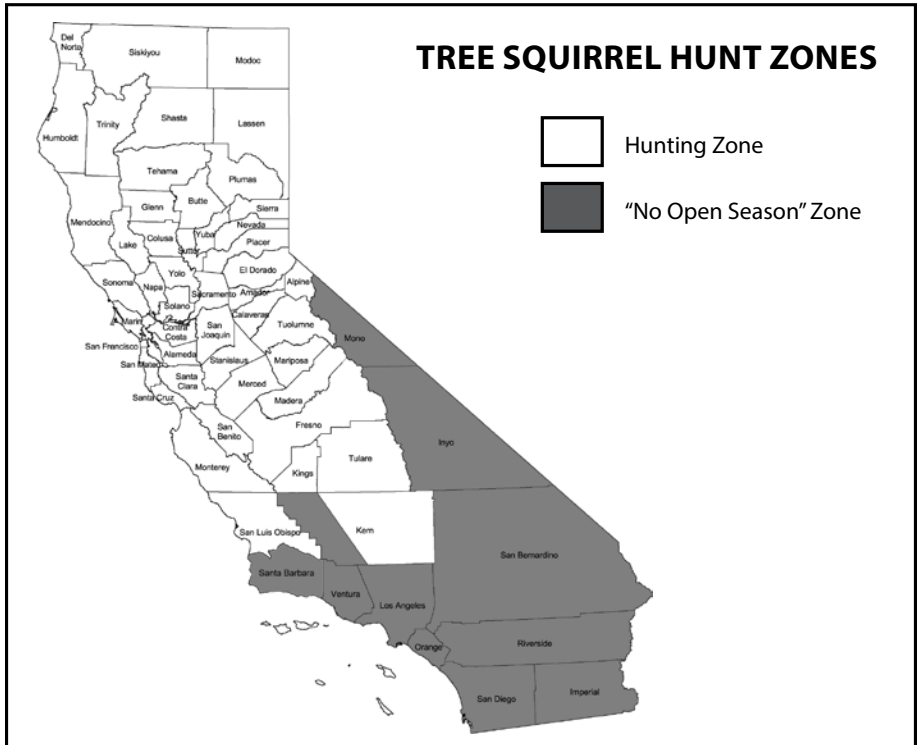 TREE SQUIRREL HUNT ZONES
Hunting Zone
“No Open Season” Zone
Del
Norte
Siskiyou
Modoc
Humboldt
Trinity
Shasta
Lassen
Tehama
Plumas
Mendocino
Glenn
Butte
Sierra
Nevada
Yuba
Placer
Lake
Colusa
Sutter
El Dorado
Sonoma
Napa
Yolo
Sacramento
Amador
Alpine
Solano
Calaveras
Marin
Contra
Costa
San
Joaquin
Tuolumne
Mono
San Francisco
Alameda
Stanislaus
Mariposa
San Mateo
Santa
Clara
Merced
Madera
Santa Cruz
San
Benito
Fresno
Inyo
Monterey
Kings
Tulare
San Luis Obispo
Kern
San Bernardino
Santa Barbara
Ventura
Los Angeles
Orange
Riverside
San Diego
Imperial